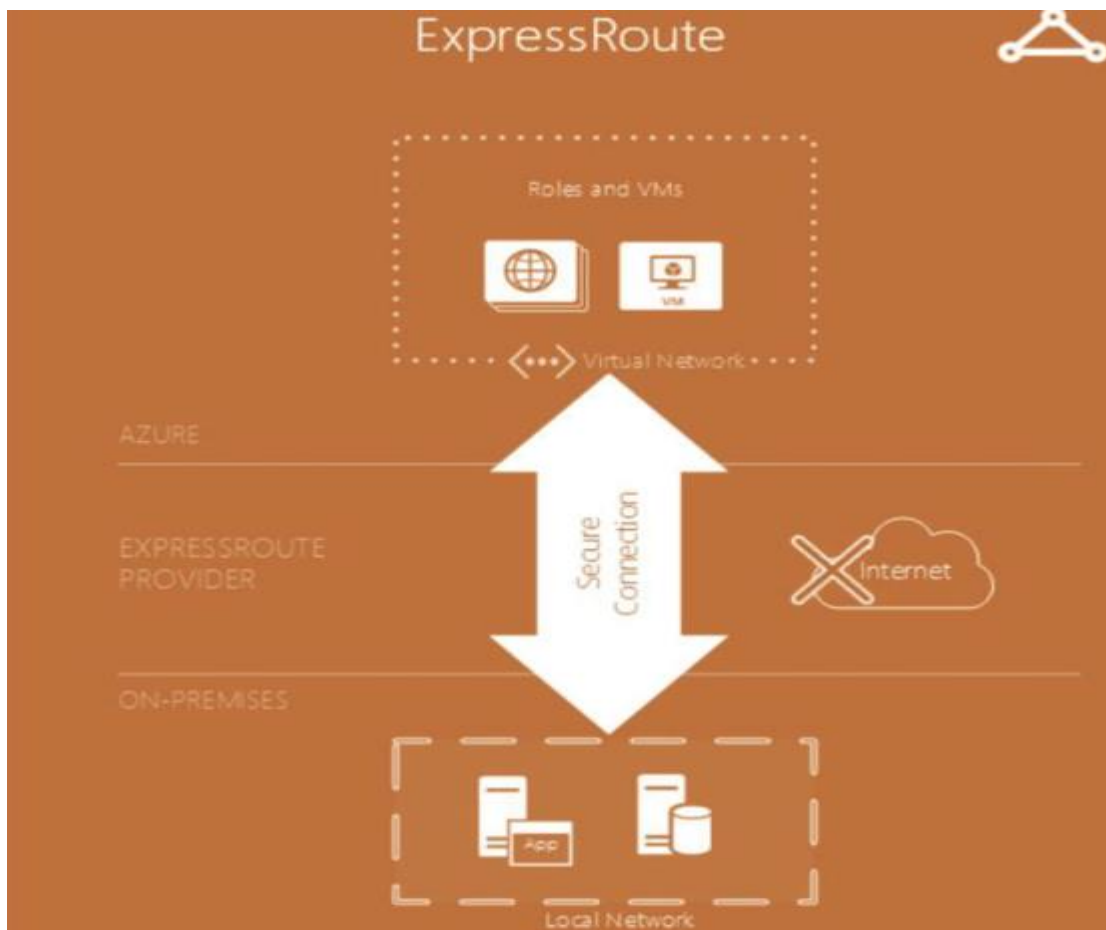 ExpressRoute
Roles and VMs
VM
Virtual Network
AZURE
EXPRESSROUTE
PROVIDER
Secure
Connection
Internet
ON-PREMISES
App
Local Network